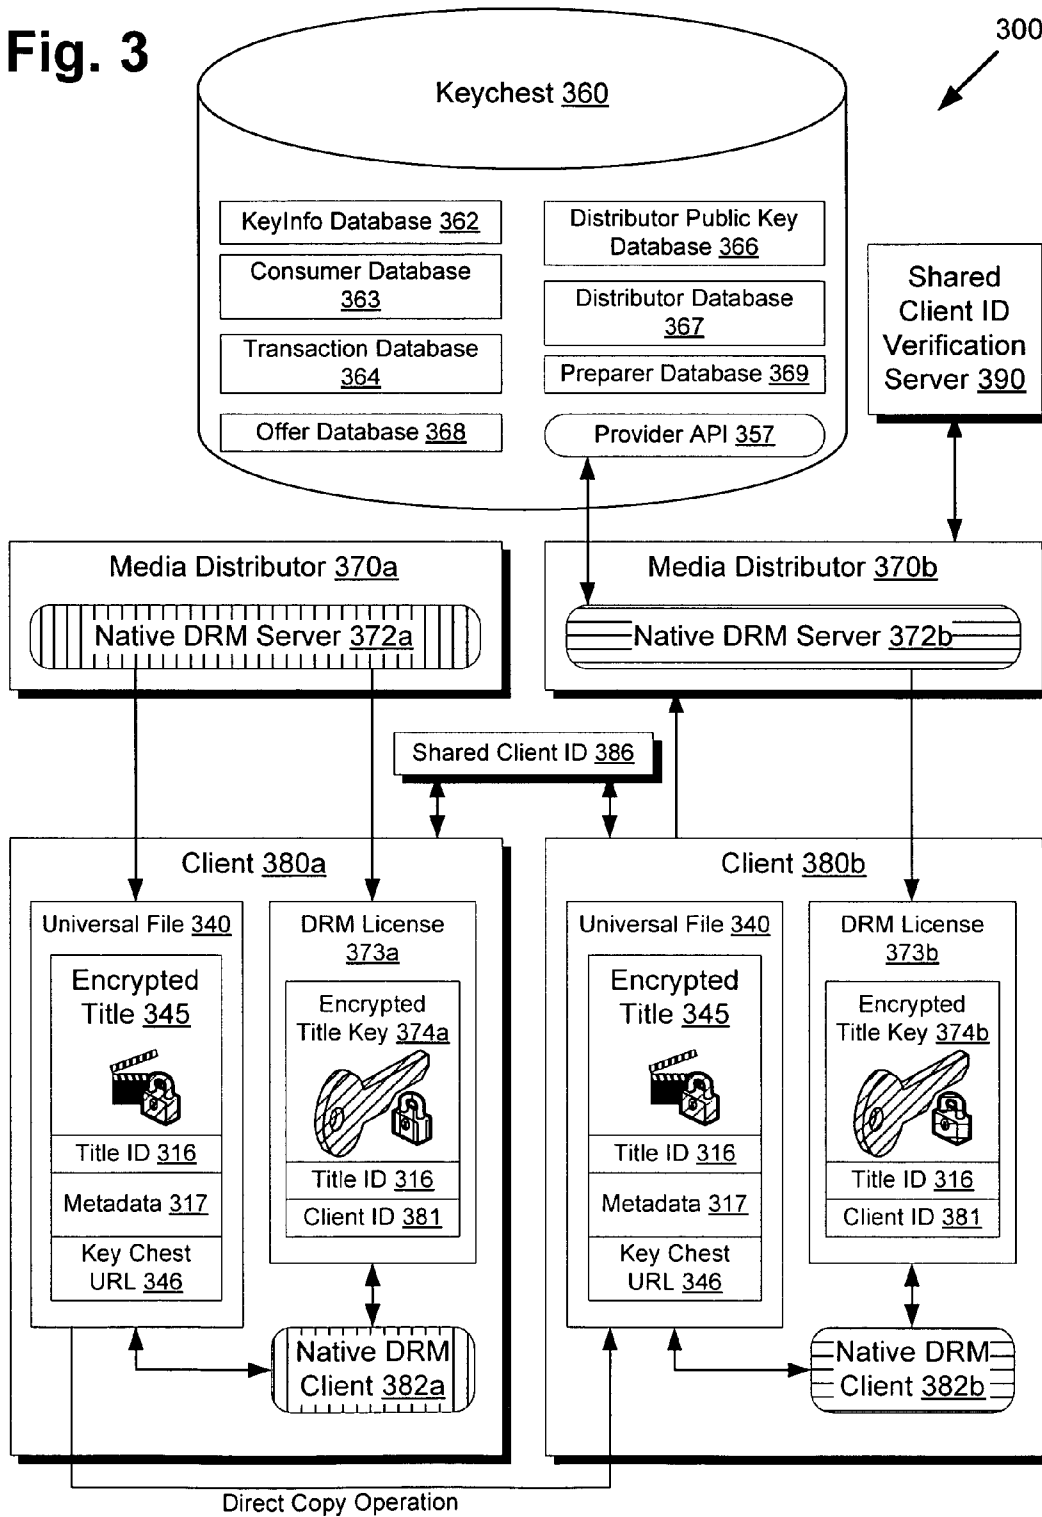 Fig. 3
300
Keychest 360
KeyInfo Database 362
Consumer Database
363
Transaction Database
364
Offer Database 368
Distributor Public Key
Database 366
Distributor Database
367
Preparer Database 369
Provider API 357
Shared
Client ID
Verification
Server 390
Media Distributor 370a
Native DRM Server 372a
Media Distributor 370b
Native DRM Server 372b
Shared Client ID 386
Client 380a
Universal File 340
Encrypted
Title 345
Title ID 316
Metadata 317
Key Chest
URL 346
DRM License
373a
Encrypted
Title Key 374a
Title ID 316
Client ID 381
Native DRM
Client 382a
Client 380b
Universal File 340
Encrypted
Title 345
Title ID 316
Metadata 317
Key Chest
URL 346
DRM License
373b
Encrypted
Title Key 374b
Title ID 316
Client ID 381
Native DRM
Client 382b
Direct Copy Operation